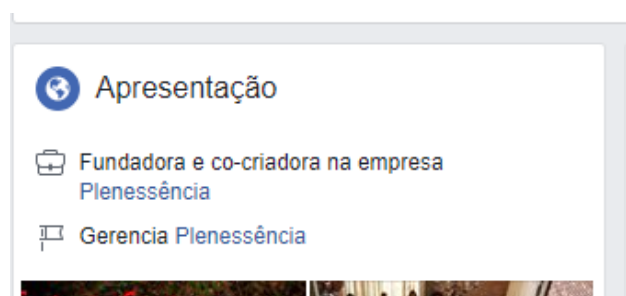 Apresentação
Fundadora e co-criadora na empresa
Plenessência
Gerencia Plenessência